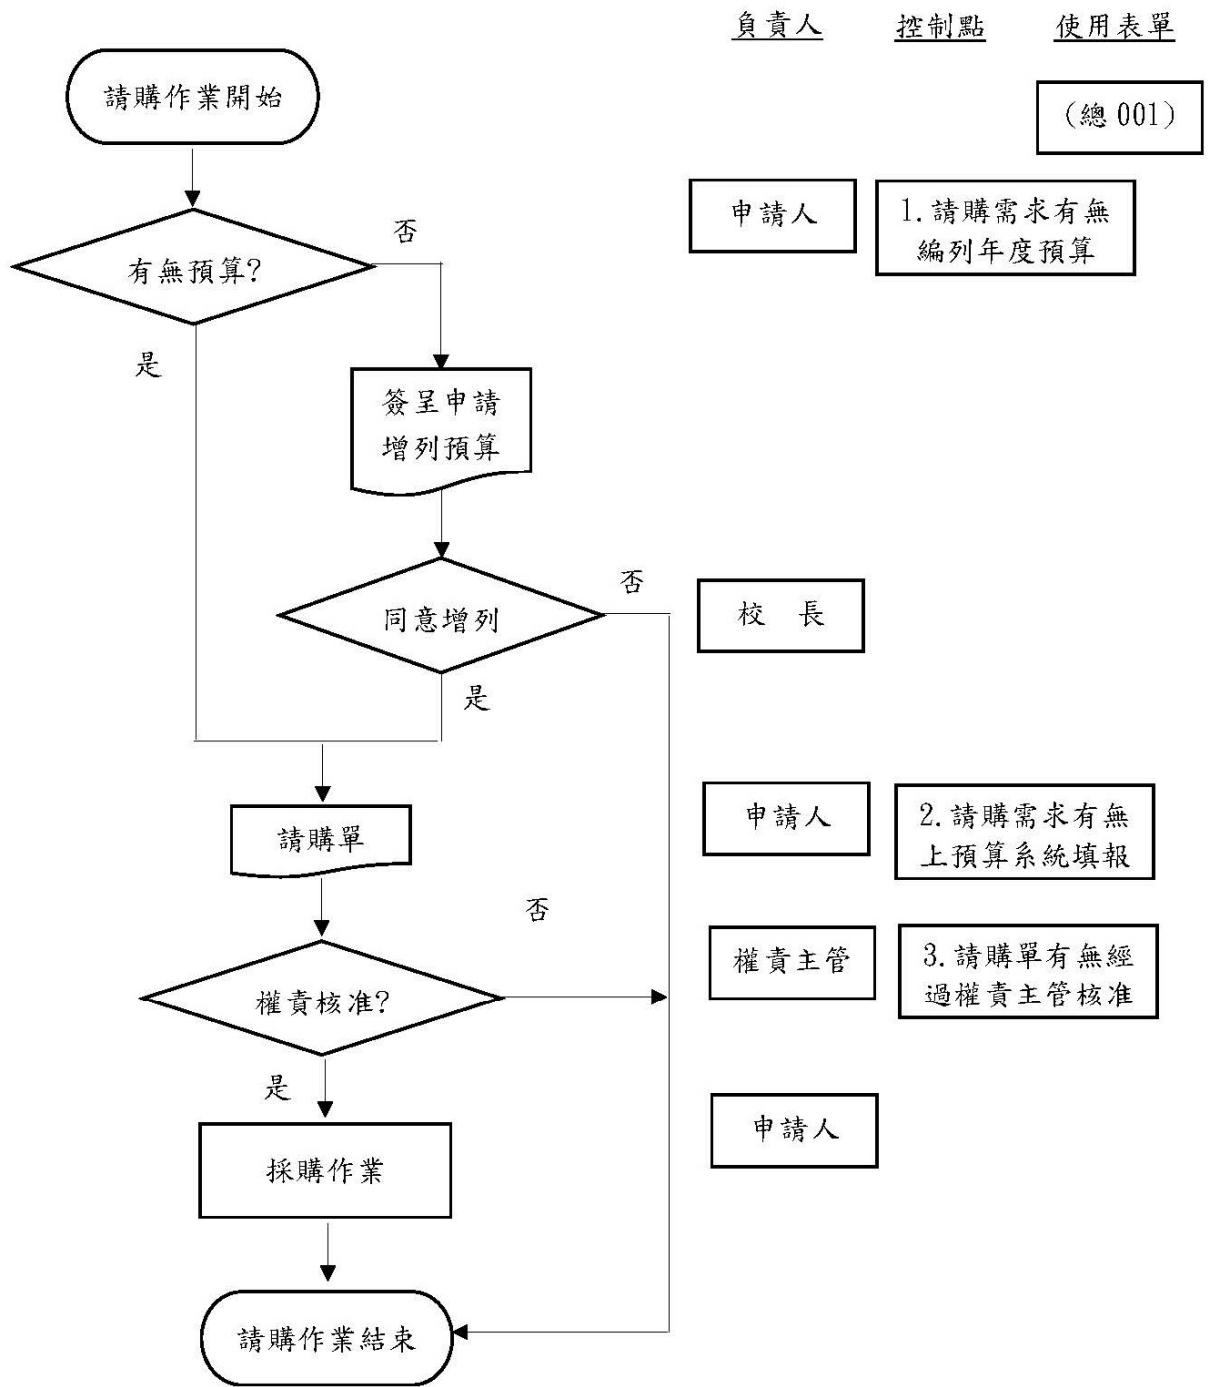 負責人 控制點 使用表單
請購作業開始
(總001)
申請人
1.請購需求有無
編列年度預算
否
有無預算?
是
簽呈申請
增列預算
否
同意增列
校 長
是
申請人
2.請購需求有無
上預算系統填報
請購單
否
權責主管
3.請購單有無經
過權責主管核准
權責核准?
是
申請人
採購作業
請購作業結束